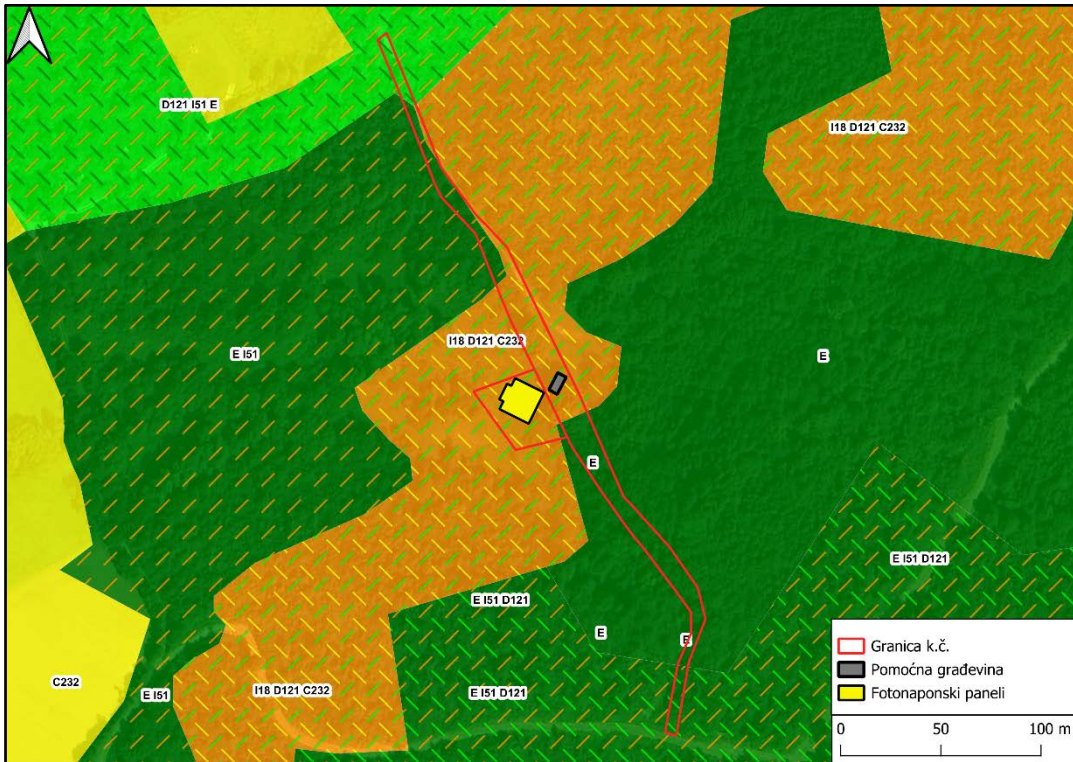 D121 I51 E
I18 D121 C232
I18 D121 C232
E I51
E
E
E I51 D121
E I51 D121
E
E
C232
E I51
I18 D121 C232
E I51 D121
Granica k.č.
Pomoćna građevina
Fotonaponski paneli
0 50 100 m